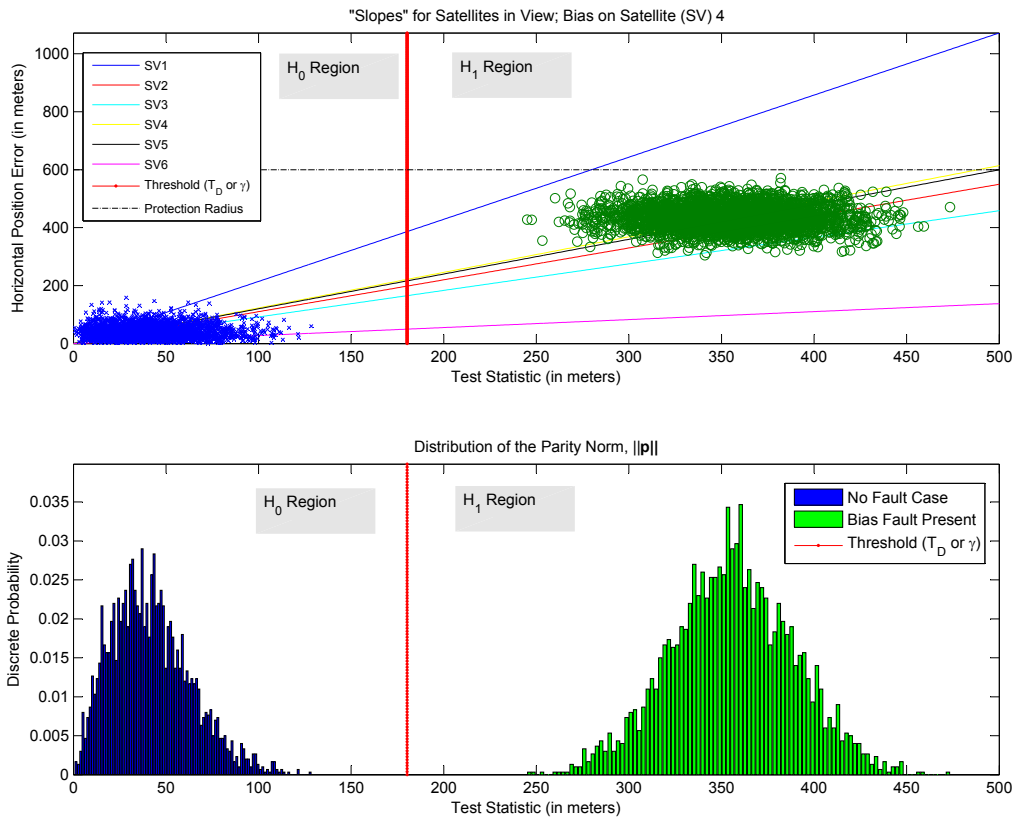 "Slopes" for Satellites in View; Bias on Satellite (SV) 4
Horizontal Position Error (in meters)
1000
800
600
400
200
0
SV1
SV2
SV3
SV4
SV5
SV6
Threshold (T_D or γ)
Protection Radius
H_0 Region
H_1 Region
0 50 100 150 200 250 300 350 400 450 500
Test Statistic (in meters)
Distribution of the Parity Norm, ||p||
Discrete Probability
0.035
0.03
0.025
0.02
0.015
0.01
0.005
0
H_0 Region
H_1 Region
No Fault Case
Bias Fault Present
Threshold (T_D or γ)
0 50 100 150 200 250 300 350 400 450 500
Test Statistic (in meters)